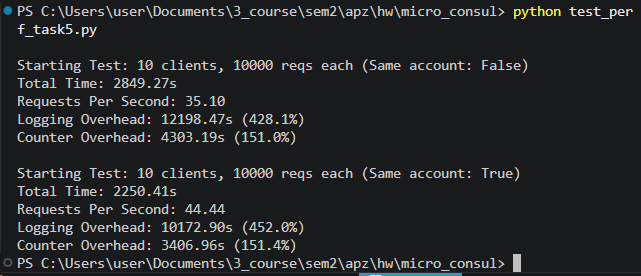 PS C:\Users\user\Documents\3_course\sem2\apz\hw\micro_consul> python test_per
f_task5.py
Starting Test: 10 clients, 10000 reqs each (Same account: False)
Total Time: 2849.27s
Requests Per Second: 35.10
Logging Overhead: 12198.47s (428.1%)
Counter Overhead: 4303.19s (151.0%)
Starting Test: 10 clients, 10000 reqs each (Same account: True)
Total Time: 2250.41s
Requests Per Second: 44.44
Logging Overhead: 10172.90s (452.0%)
Counter Overhead: 3406.96s (151.4%)
PS C:\Users\user\Documents\3_course\sem2\apz\hw\micro_consul>